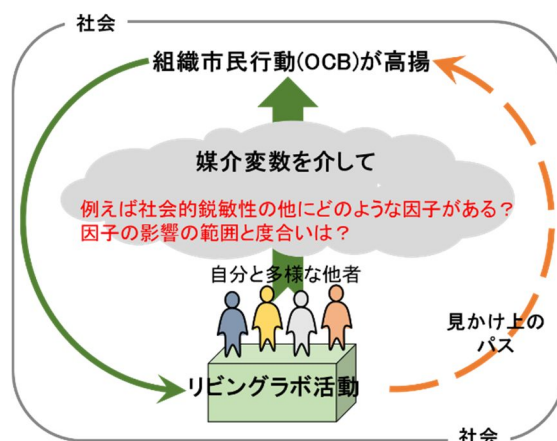 社会
組織市民行動(OCB)が高揚
媒介変数を介して
例えば社会的鋭敏性の他にどのような因子がある？
因子の影響の範囲と度合いは？
自分と多様な他者
見かけ上の
パス
リビングラボ活動
社会